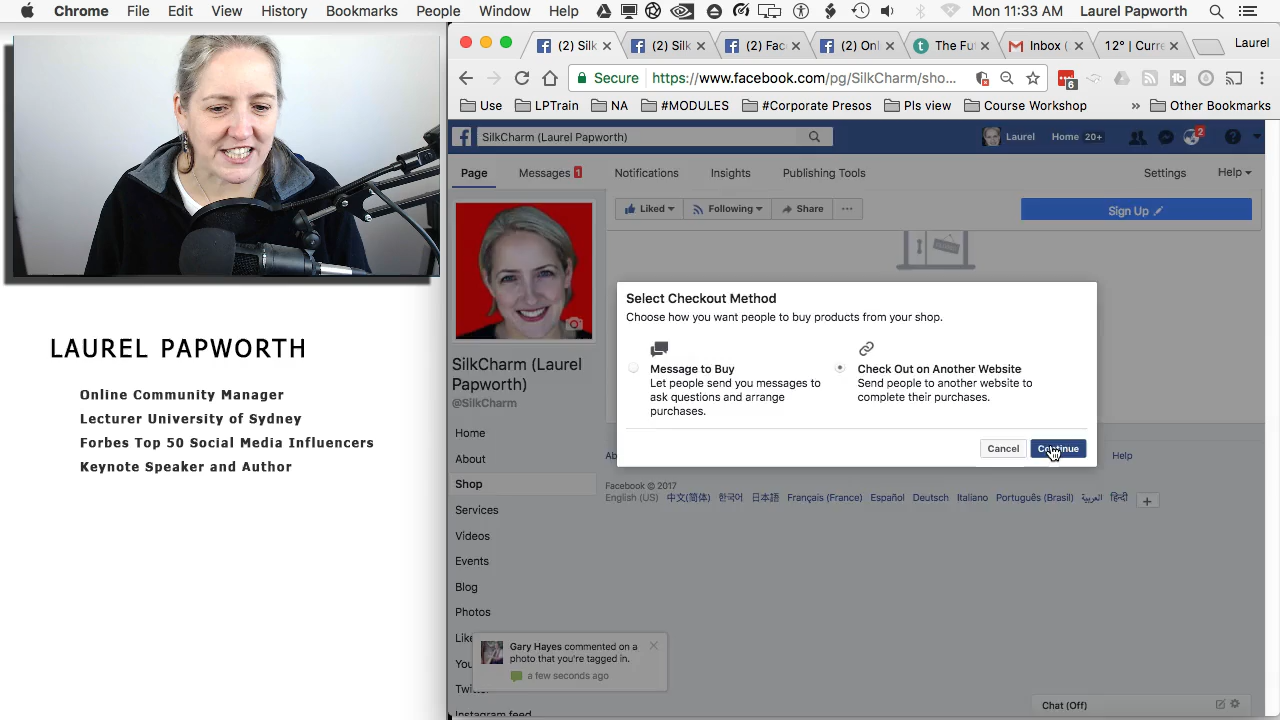 Chrome File Edit View History Bookmarks People Window Help Mon 11:33 AM Laurel Papworth
(2) Silk (2) Silk (2) Fac (2) Onl The Fu Inbox ( 12° | Curre Laurel
Secure https://www.facebook.com/pg/SilkCharm/sho... 6
Use LPTrain NA #MODULES #Corporate Presos Pls view Course Workshop » Other Bookmarks
SilkCharm (Laurel Papworth) Laurel Home 20+ 2
Page Messages 1 Notifications Insights Publishing Tools Settings Help
Liked Following Share ... Sign Up
Select Checkout Method
Choose how you want people to buy products from your shop.
Message to Buy
Let people send you messages to
ask questions and arrange
purchases.
Check Out on Another Website
Send people to another website to
complete their purchases.
Cancel Continue
LAUREL PAPWORTH
Online Community Manager
Lecturer University of Sydney
Forbes Top 50 Social Media Influencers
Keynote Speaker and Author
SilkCharm (Laurel
Papworth)
@SilkCharm
Home
About
Shop
Services
Videos
Events
Blog
Photos
Like
You
Twit
Instagram feed
Help
Facebook © 2017
English (US) 中文(简体) 한국어 日本語 Français (France) Español Deutsch Italiano Português (Brasil) العربية हिन्दी +
Gary Hayes commented on a
photo that you're tagged in.
a few seconds ago
Chat (Off)